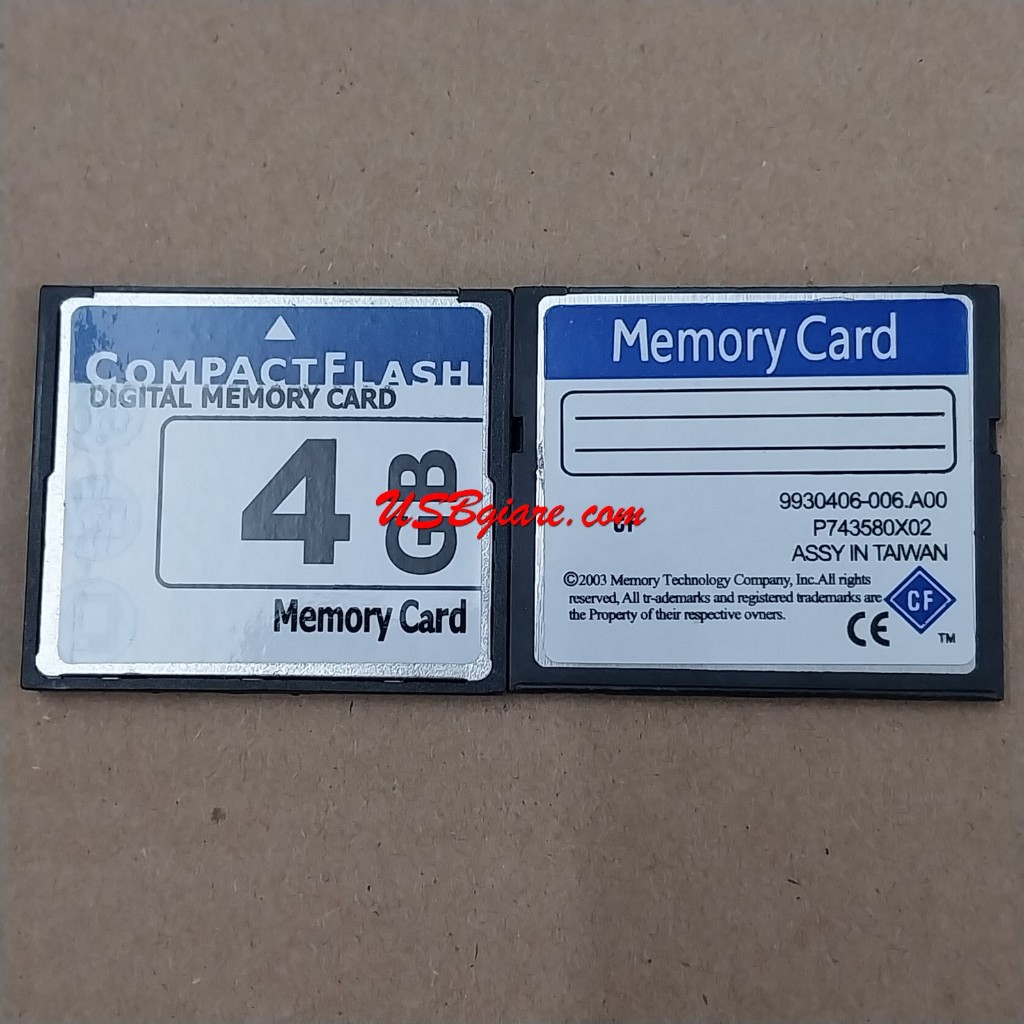 COMPACTFLASH
DIGITAL MEMORY CARD
4 GB
Memory Card
USBgiare.com
Memory Card
CF
9930406-006.A00
P743580X02
ASSY IN TAIWAN
©2003 Memory Technology Company, Inc.All rights
reserved, All tr-ademarks and registered trademarks are
the Property of their respective owners.
CF
CE
TM